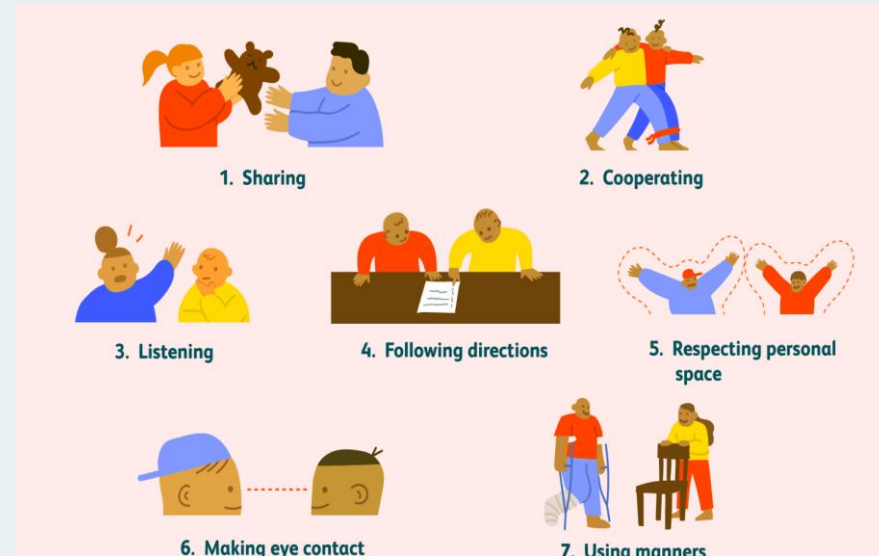 1. Sharing
2. Cooperating
3. Listening
4. Following directions
5. Respecting personal
space
6. Making eye contact
7. Using manners